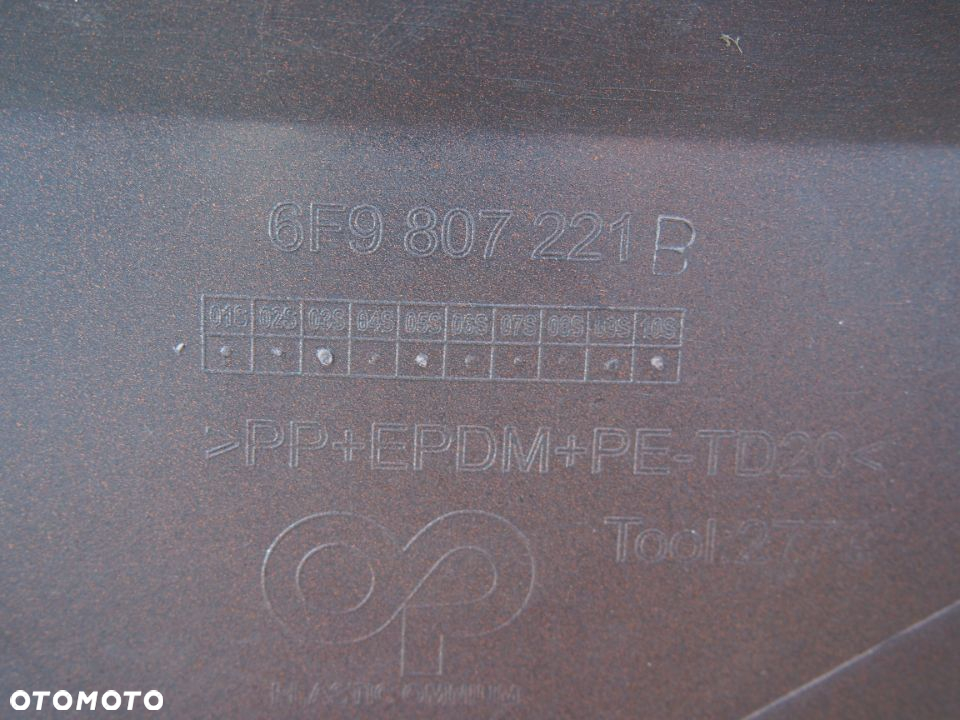 6F9 807 221 B
01S 02S 03S 04S 05S 06S 07S 08S 09S 10S
>PP+EPDM+PE-TD20<
Tool:
PLASTIC OMNIUM
OTOMOTO